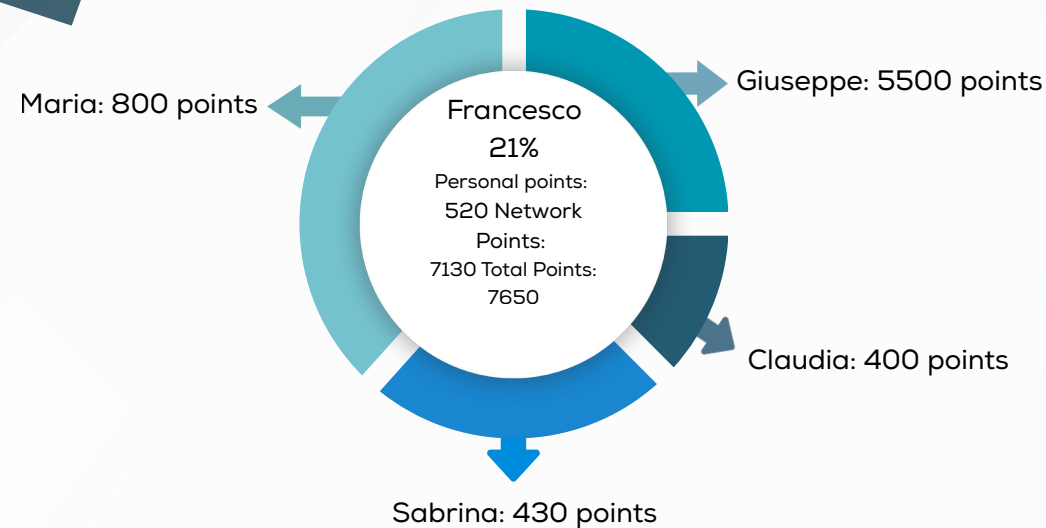 Giuseppe: 5500 points
Maria: 800 points
Francesco
21%
Personal points:
520 Network
Points:
7130 Total Points:
7650
Claudia: 400 points
Sabrina: 430 points